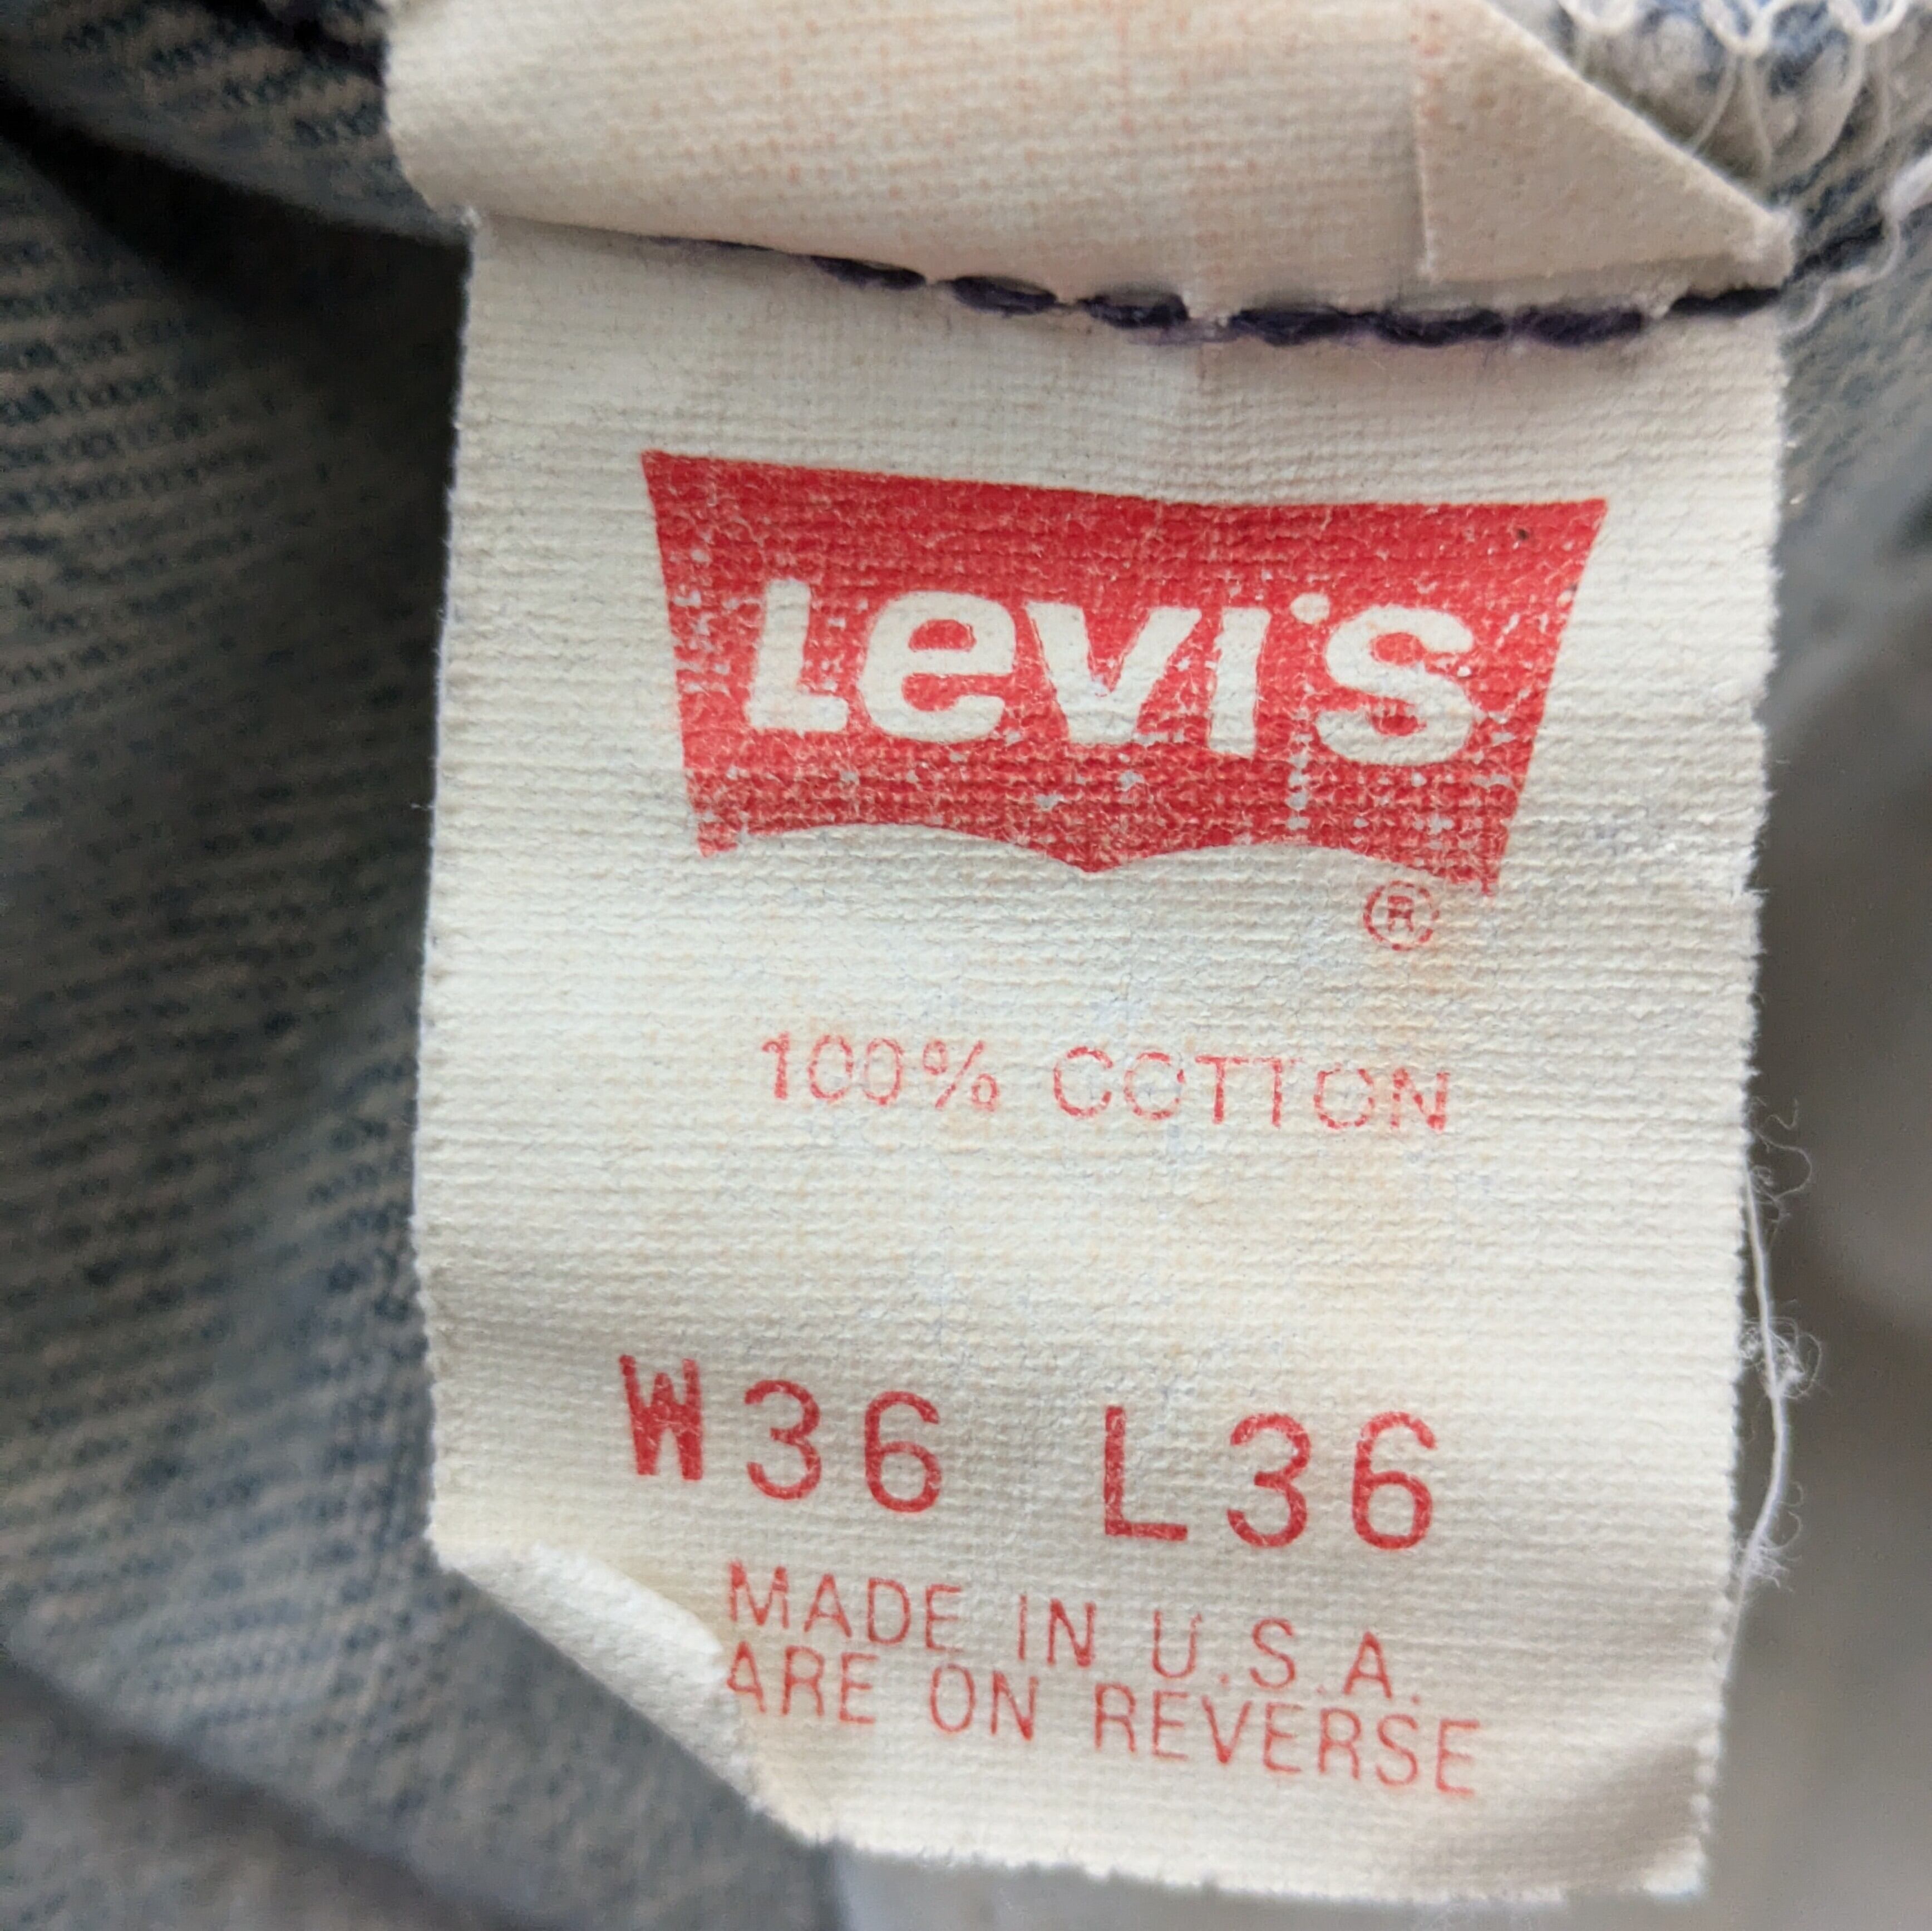 Levi's
®
100% COTTON
W36 L36
MADE IN U.S.A.
ARE ON REVERSE